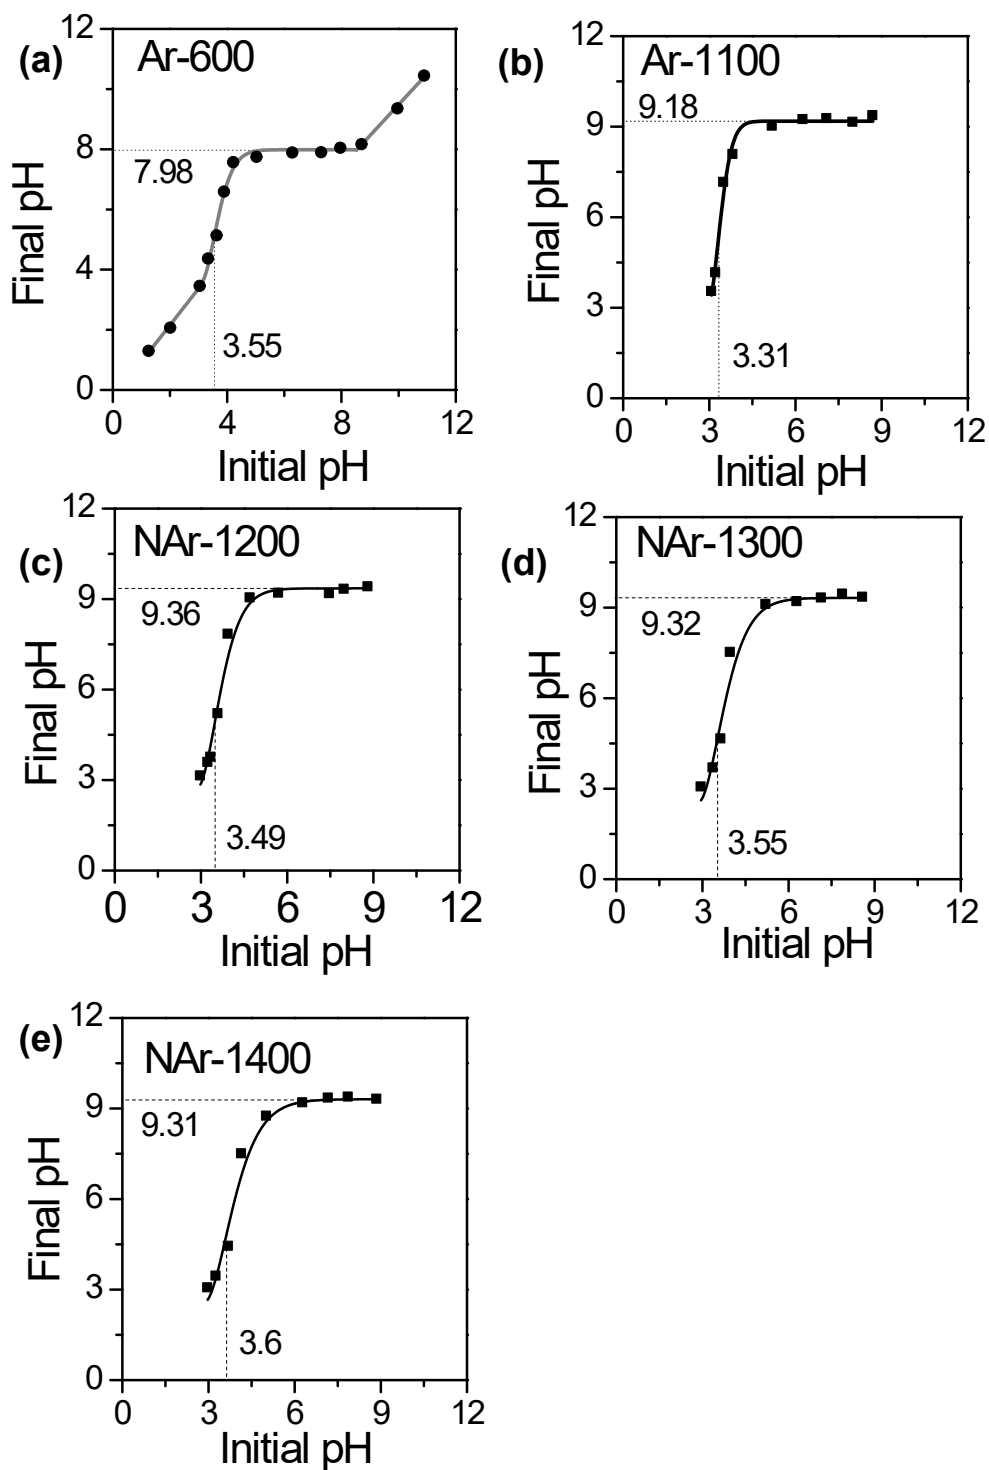 (a)
Ar-600
12
8
4
0
7.98
3.55
0 4 8 12
Final pH
Initial pH
(b)
Ar-1100
12
9
6
3
0
9.18
3.31
0 3 6 9 12
Final pH
Initial pH
(c)
NAr-1200
12
9
6
3
0
9.36
3.49
0 3 6 9 12
Final pH
Initial pH
(d)
NAr-1300
12
9
6
3
0
9.32
3.55
0 3 6 9 12
Final pH
Initial pH
(e)
NAr-1400
12
9
6
3
0
9.31
3.6
0 3 6 9 12
Final pH
Initial pH